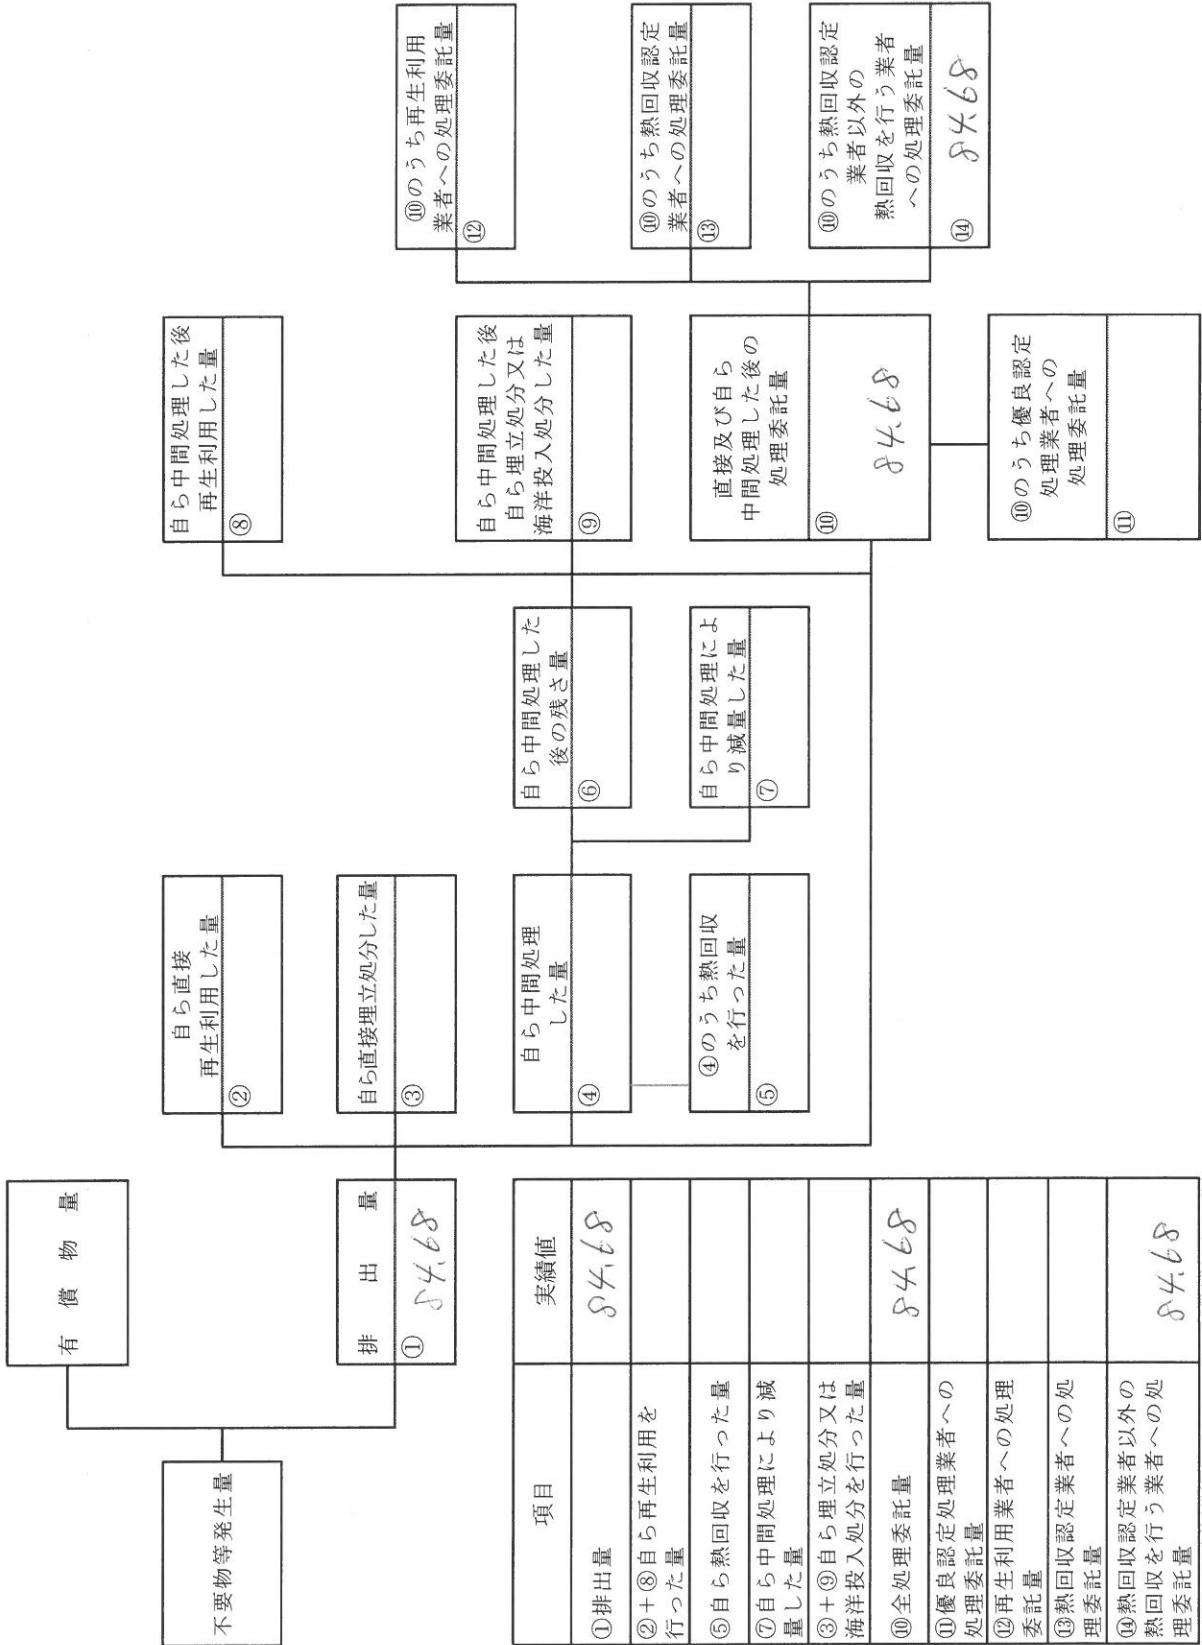 不要物等発生量
有償物量
排出量
① 84.68
自ら直接
再生利用した量
②
自ら直接埋立処分した量
③
自ら中間処理
した量
④
④のうち熱回収
を行った量
⑤
自ら中間処理した
後の残さ量
⑥
自ら中間処理によ
り減量した量
⑦
自ら中間処理した後
再生利用した量
⑧
自ら中間処理した後
自ら埋立処分又は
海洋投入処分した量
⑨
直接及び自ら
中間処理した後の
処理委託量
⑩ 84.68
⑩のうち優良認定
処理業者への
処理委託量
⑪
⑩のうち再生利用
業者への処理委託量
⑫
⑩のうち熱回収認定
業者への処理委託量
⑬
⑩のうち熱回収認定
業者以外の
熱回収を行う業者
への処理委託量
⑭ 84.68
項目 実績値
①排出量 84.68
②+⑧自ら再生利用を
行った量
⑤自ら熱回収を行った量
⑦自ら中間処理により減
量した量
③+⑨自ら埋立処分又は
海洋投入処分を行った量
⑩全処理委託量 84.68
⑪優良認定処理業者への
処理委託量
⑫再生利用業者への処理
委託量
⑬熱回収認定業者への処
理委託量
⑭熱回収認定業者以外の
熱回収を行う業者への処
理委託量 84.68